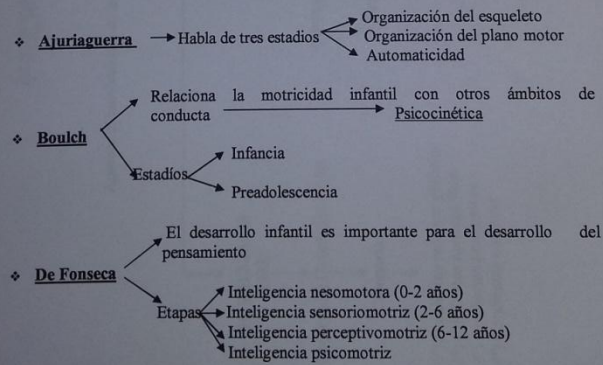 Organización del esqueleto
❖ Ajuriaguerra Habla de tres estadios Organización del plano motor
Automaticidad
Relaciona la motricidad infantil con otros ámbitos de
conducta Psicocinética
❖ Boulch
Infancia
Estadíos
Preadolescencia
El desarrollo infantil es importante para el desarrollo del
pensamiento
❖ De Fonseca
Inteligencia nesomotora (0-2 años)
Etapas Inteligencia sensoriomotriz (2-6 años)
Inteligencia perceptivomotriz (6-12 años)
Inteligencia psicomotriz